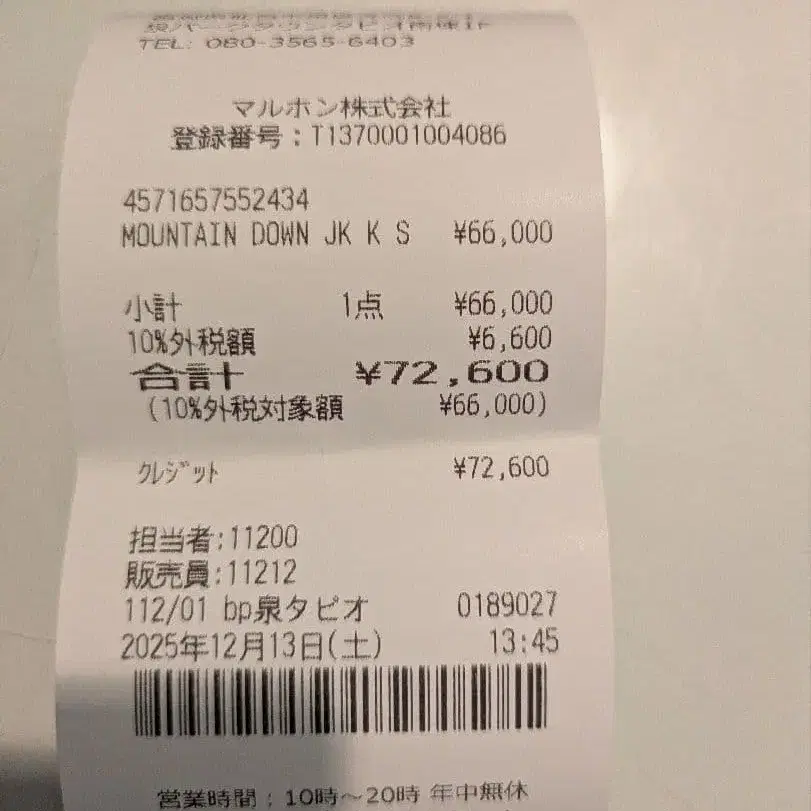 TEL: 080-3565-6403
マルホン株式会社
登録番号:T1370001004086
4571657552434
MOUNTAIN DOWN JK K S ¥66,000
小計 1点 ¥66,000
10%外税額 ¥6,600
合計 ¥72,600
(10%外税対象額 ¥66,000)
クレジット ¥72,600
担当者:11200
販売員:11212
112/01 bp泉タピオ 0189027
2025年12月13日(土) 13:45
営業時間:10時~20時 年中無休